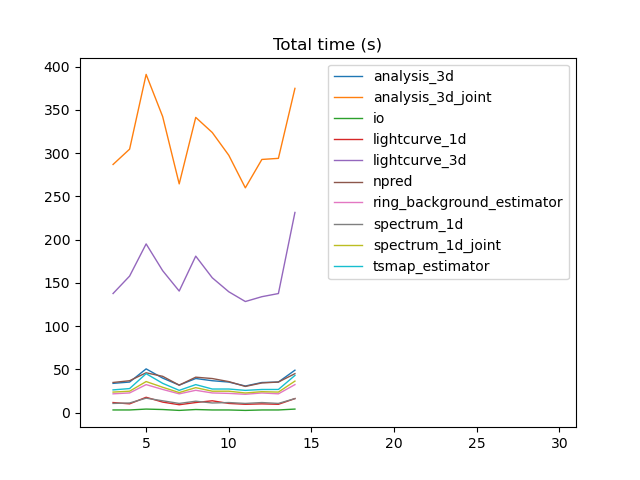 Total time (s)
400
350
300
250
200
150
100
50
0
5
10
15
20
25
30
analysis_3d
analysis_3d_joint
io
lightcurve_1d
lightcurve_3d
npred
ring_background_estimator
spectrum_1d
spectrum_1d_joint
tsmap_estimator